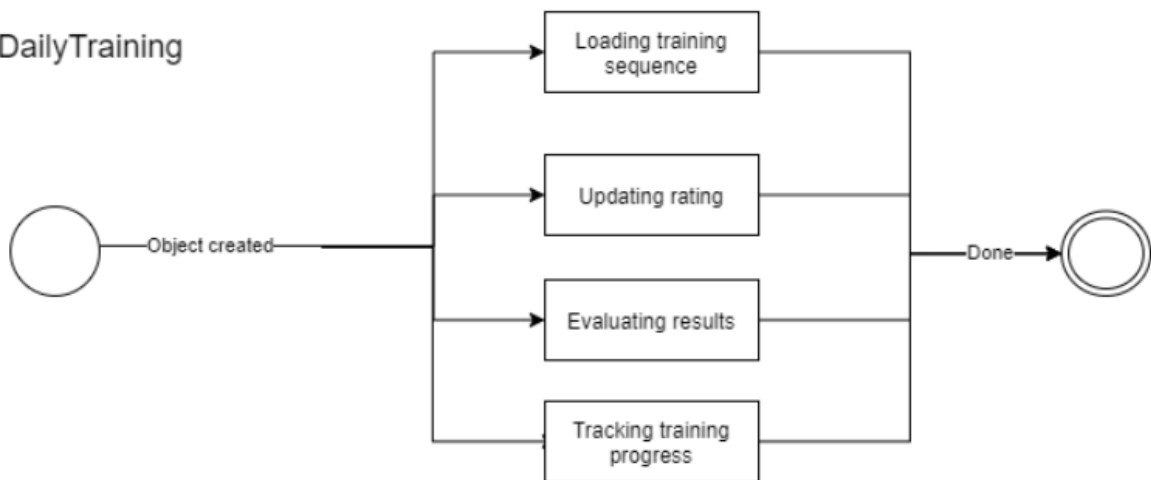 DailyTraining
Loading training
sequence
Updating rating
Object created
Done
Evaluating results
Tracking training
progress